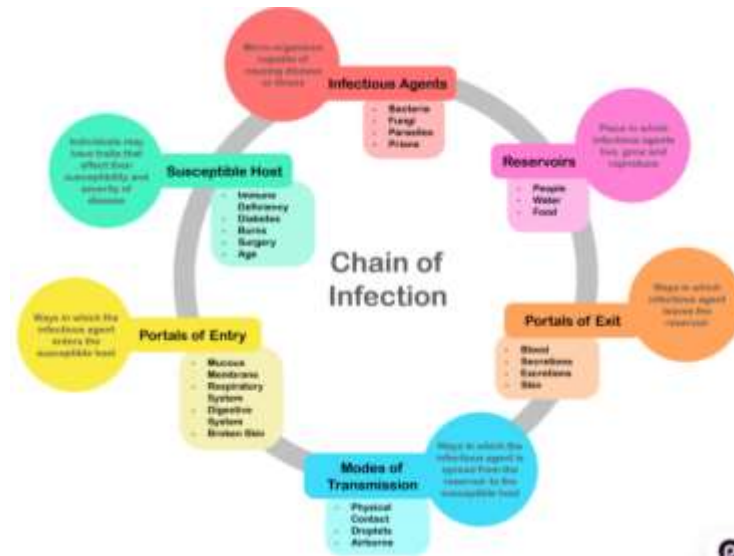 Chain of
Infection
Micro-organisms
capable of
causing disease
or illness
Infectious Agents
- Bacteria
- Fungi
- Parasites
- Prions
Place in which
infectious agents
live, grow and
reproduce
Reservoirs
- People
- Water
- Food
Ways in which
infectious agent
leaves the
reservoir
Portals of Exit
- Blood
- Secretions
- Excretions
- Skin
Ways in which the
infectious agent is
spread from the
reservoir to the
susceptible host
Modes of
Transmission
- Physical
Contact
- Droplets
- Airborne
Ways in which the
infectious agent
enters the
susceptible host
Portals of Entry
- Mucous
Membrane
- Respiratory
System
- Digestive
System
- Broken Skin
Individuals may
have traits that
affect their
susceptibility and
severity of
disease
Susceptible Host
- Immune
Deficiency
- Diabetes
- Burns
- Surgery
- Age